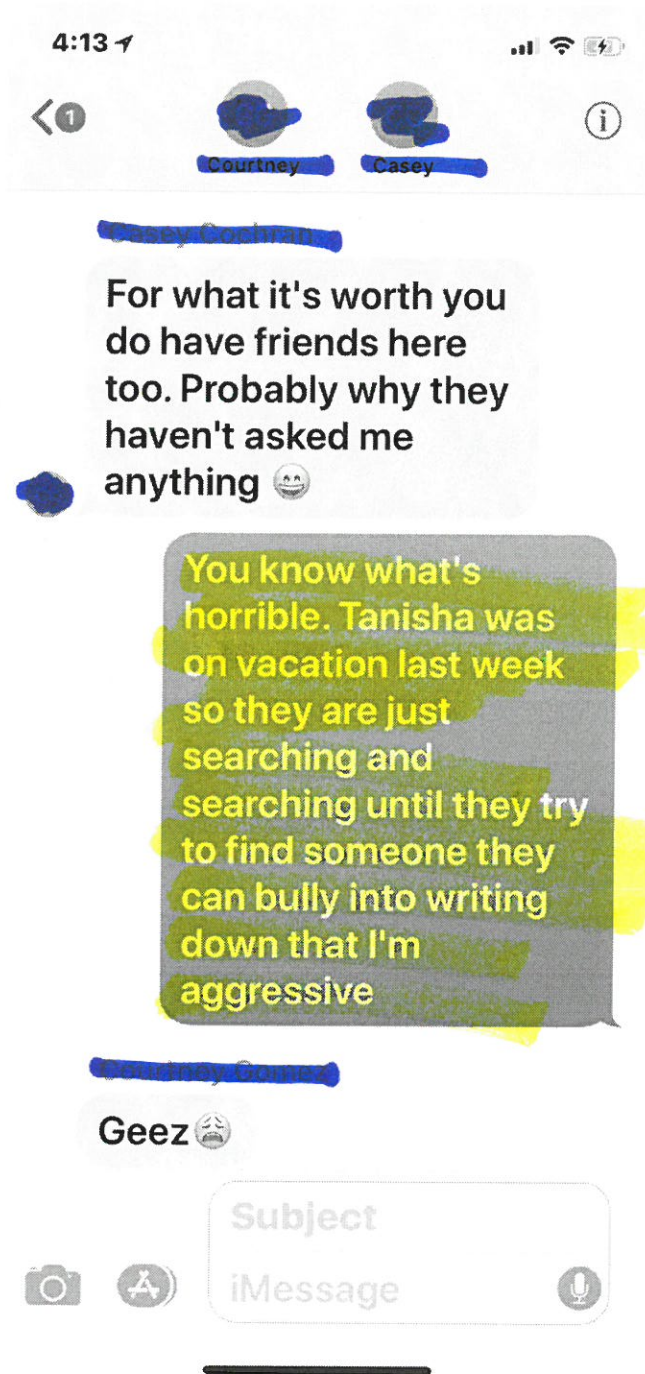 4:13
1
Courtney Casey
For what it's worth you
do have friends here
too. Probably why they
haven't asked me
anything
You know what's
horrible. Tanisha was
on vacation last week
so they are just
searching and
searching until they try
to find someone they
can bully into writing
down that I'm
aggressive
Geez
Subject
iMessage